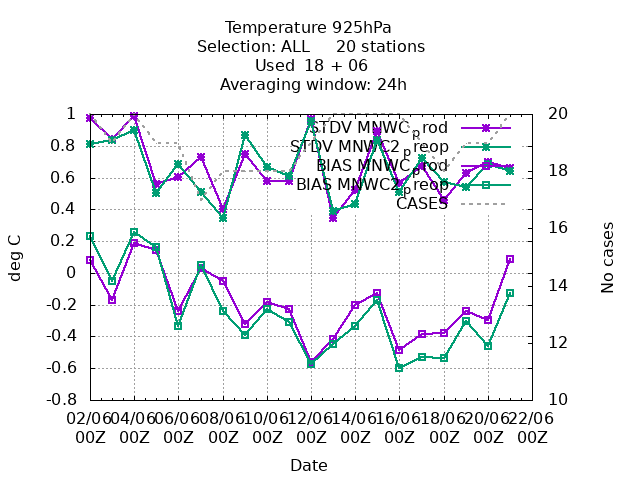 Temperature 925hPa
Selection: ALL 20 stations
Used 18 + 06
Averaging window: 24h
STDV MNWC_prod
STDV MNWC2_preop
BIAS MNWC_prod
BIAS MNWC2_preop
CASES
1
0.8
0.6
0.4
0.2
0
-0.2
-0.4
-0.6
-0.8
deg C
20
18
16
14
12
10
No cases
02/06 04/06 06/06 08/06 10/06 12/06 14/06 16/06 18/06 20/06 22/06
00Z 00Z 00Z 00Z 00Z 00Z 00Z 00Z 00Z 00Z 00Z
Date